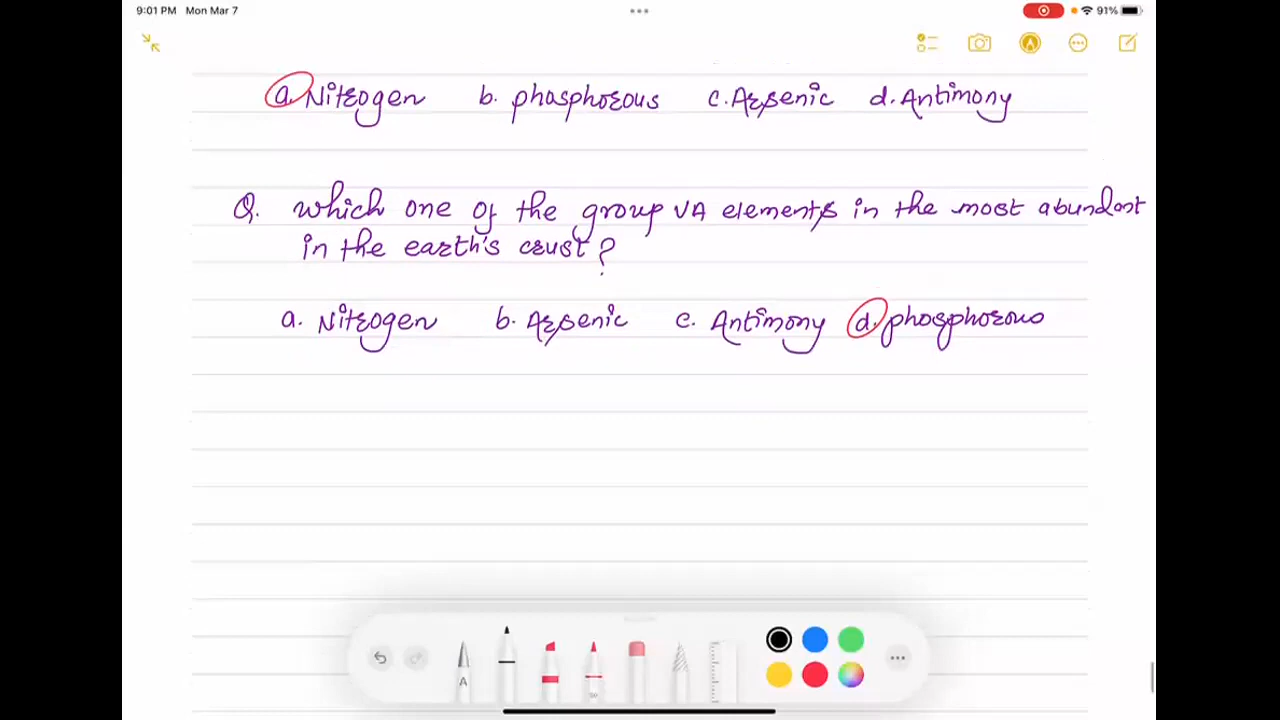 9:01 PM Mon Mar 7
91%
a. Nitrogen b. phosphorous c. Arsenic d. Antimony
Q. which one of the group VA elements in the most abundant
in the earth's crust?
a. Nitrogen b. Arsenic c. Antimony d. phosphorous
A
50